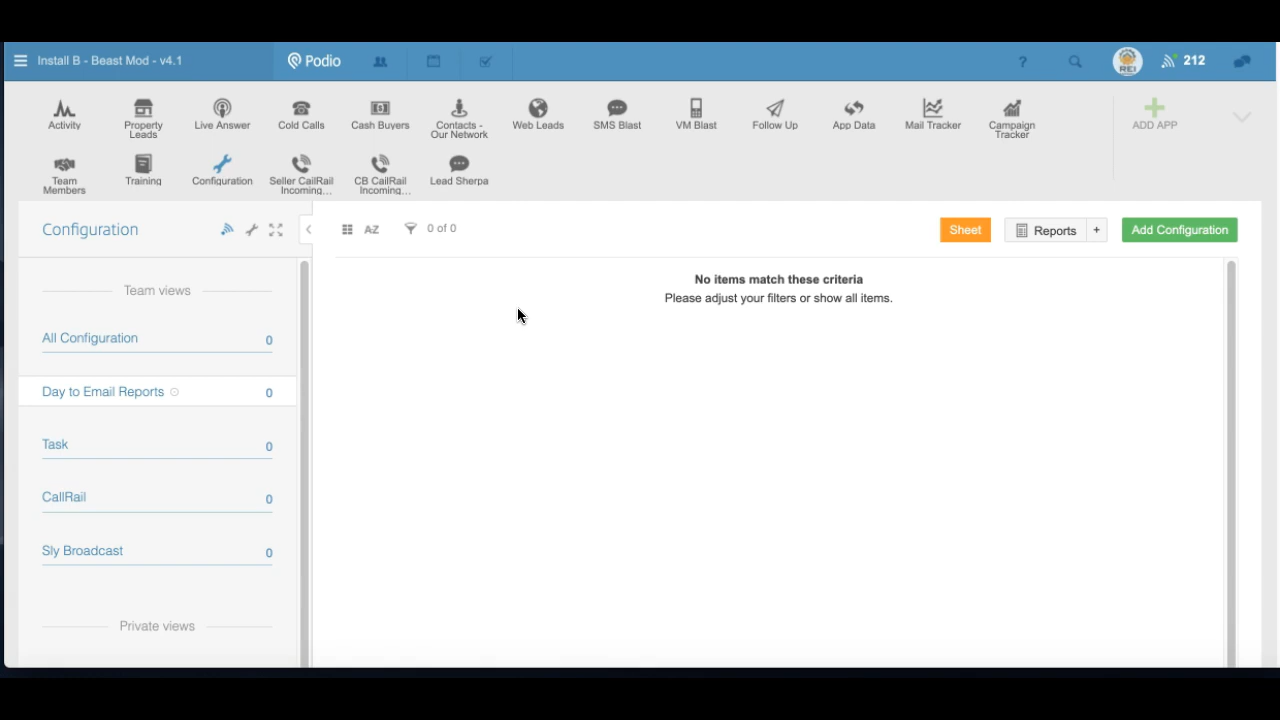 Install B - Beast Mod - v4.1
Podio
?
212
Activity
Property
Leads
Live Answer
Cold Calls
Cash Buyers
Contacts -
Our Network
Web Leads
SMS Blast
VM Blast
Follow Up
App Data
Mail Tracker
Campaign
Tracker
ADD APP
Team
Members
Training
Configuration
Seller CallRail
Incoming...
CB CallRail
Incoming...
Lead Sherpa
Configuration
AZ
0 of 0
Sheet
Reports
+
Add Configuration
Team views
All Configuration 0
Day to Email Reports 0
Task 0
CallRail 0
Sly Broadcast 0
Private views
No items match these criteria
Please adjust your filters or show all items.
REI